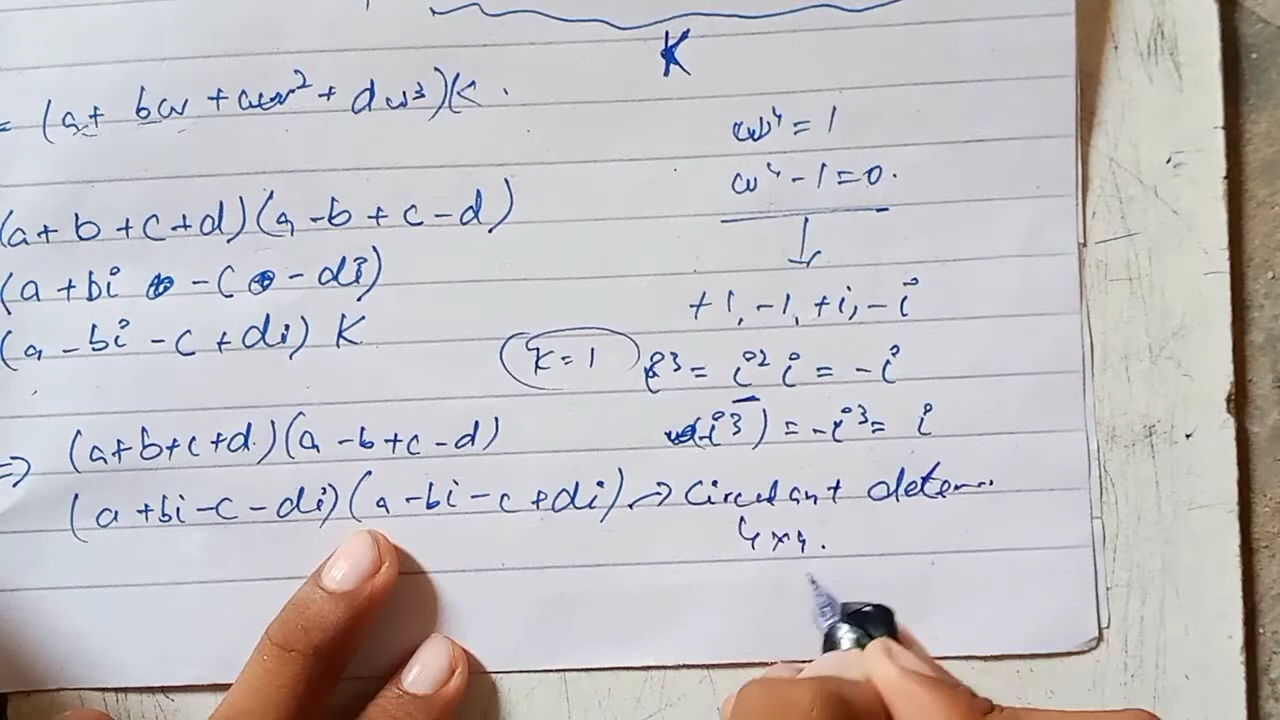 K
= (a + bω + cω² + dω³)K.
(a + b + c + d)(a - b + c - d)
(a + bi - c - di)
(a - bi - c + di) K
ω⁴ = 1
ω⁴ - 1 = 0.
+1, -1, +i, -i
k = 1
i³ = i² i = -i
(-i³) = -i³ = i
=> (a+b+c+d)(a - b + c - d)
(a + bi - c - di)(a - bi - c + di) → Circulant determ.
4×4.